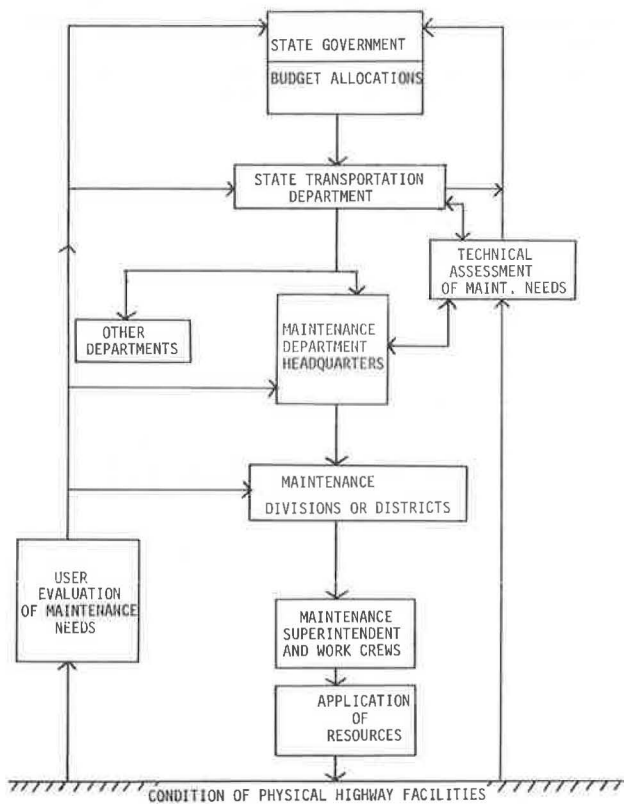 STATE GOVERNMENT
BUDGET ALLOCATIONS
STATE TRANSPORTATION
DEPARTMENT
TECHNICAL
ASSESSMENT
OF MAINT. NEEDS
OTHER
DEPARTMENTS
MAINTENANCE
DEPARTMENT
HEADQUARTERS
MAINTENANCE
DIVISIONS OR DISTRICTS
USER
EVALUATION
OF MAINTENANCE
NEEDS
MAINTENANCE
SUPERINTENDENT
AND WORK CREWS
APPLICATION
OF
RESOURCES
CONDITION OF PHYSICAL HIGHWAY FACILITIES